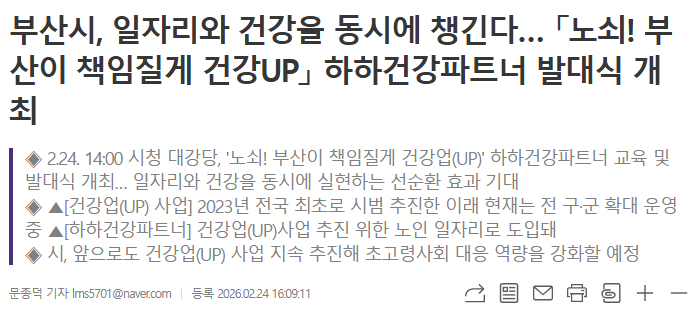 부산시, 일자리와 건강을 동시에 챙긴다… 「노쇠! 부
산이 책임질게 건강UP」 하하건강파트너 발대식 개
최
◈ 2.24. 14:00 시청 대강당, '노쇠! 부산이 책임질게 건강업(UP)' 하하건강파트너 교육 및
발대식 개최… 일자리와 건강을 동시에 실현하는 선순환 효과 기대
◈ ▲[건강업(UP) 사업] 2023년 전국 최초로 시범 추진한 이래 현재는 전 구·군 확대 운영
중 ▲[하하건강파트너] 건강업(UP)사업 추진 위한 노인 일자리로 도입돼
◈ 시, 앞으로도 건강업(UP) 사업 지속 추진해 초고령사회 대응 역량을 강화할 예정
문종덕 기자 lms5701@naver.com | 등록 2026.02.24 16:09:11